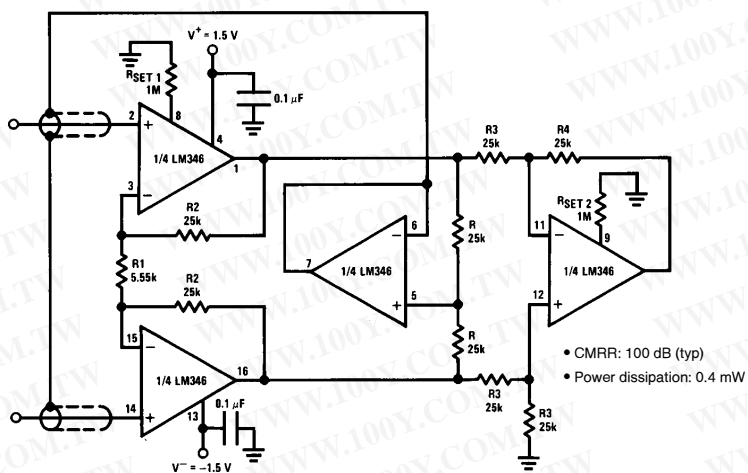 V+ = 1.5 V
RSET 1
1M
0.1 μF
2
+
8
4
1/4 LM346
1
3
−
R2
25k
R1
5.55k
R2
25k
15
−
1/4 LM346
16
14
+
13
0.1 μF
V− = −1.5 V
7
1/4 LM346
6
−
5
+
R
25k
R
25k
R3
25k
R4
25k
RSET 2
1M
11
−
9
1/4 LM346
12
+
R3
25k
R3
25k
• CMRR: 100 dB (typ)
• Power dissipation: 0.4 mW
WWW.100Y.COM.TW